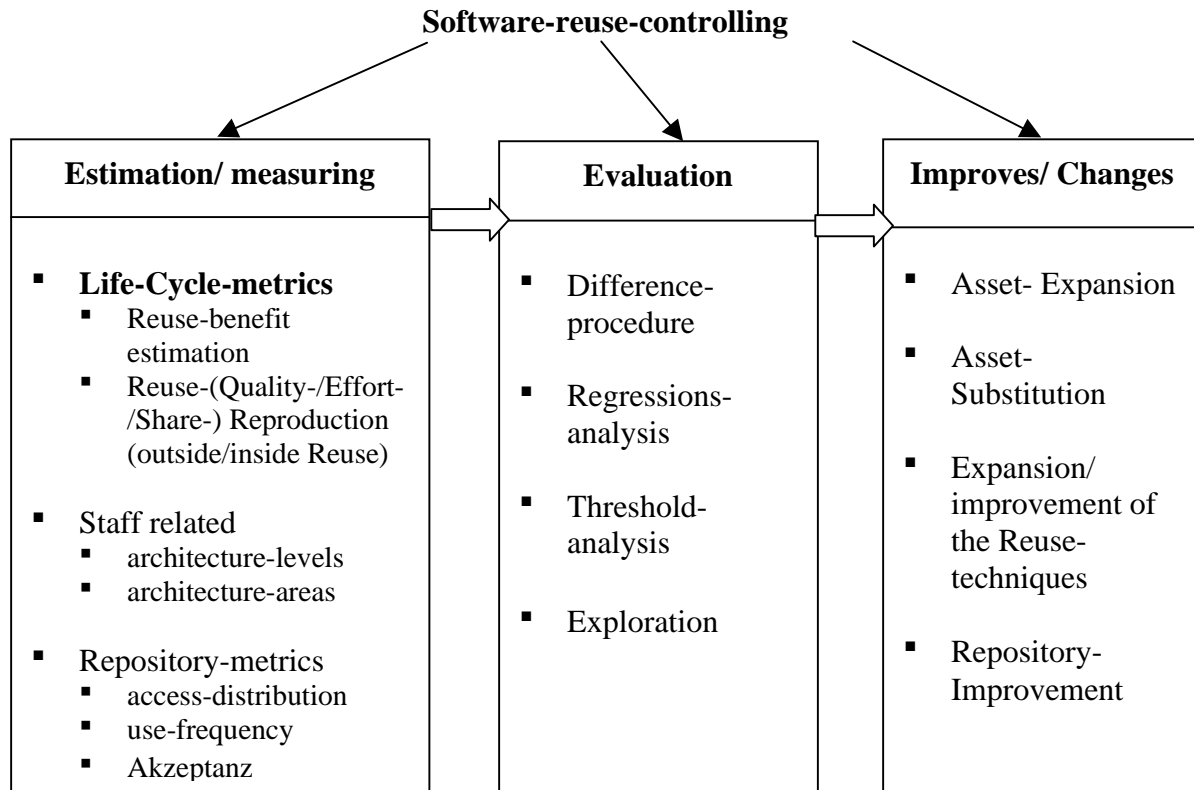 Software-reuse-controlling
Estimation/ measuring
▪ Life-Cycle-metrics
▪ Reuse-benefit
estimation
▪ Reuse-(Quality-/Effort-
/Share-) Reproduction
(outside/inside Reuse)
▪ Staff related
▪ architecture-levels
▪ architecture-areas
▪ Repository-metrics
▪ access-distribution
▪ use-frequency
▪ Akzeptanz
Evaluation
▪ Difference-
procedure
▪ Regressions-
analysis
▪ Threshold-
analysis
▪ Exploration
Improves/ Changes
▪ Asset- Expansion
▪ Asset-
Substitution
▪ Expansion/
improvement of
the Reuse-
techniques
▪ Repository-
Improvement